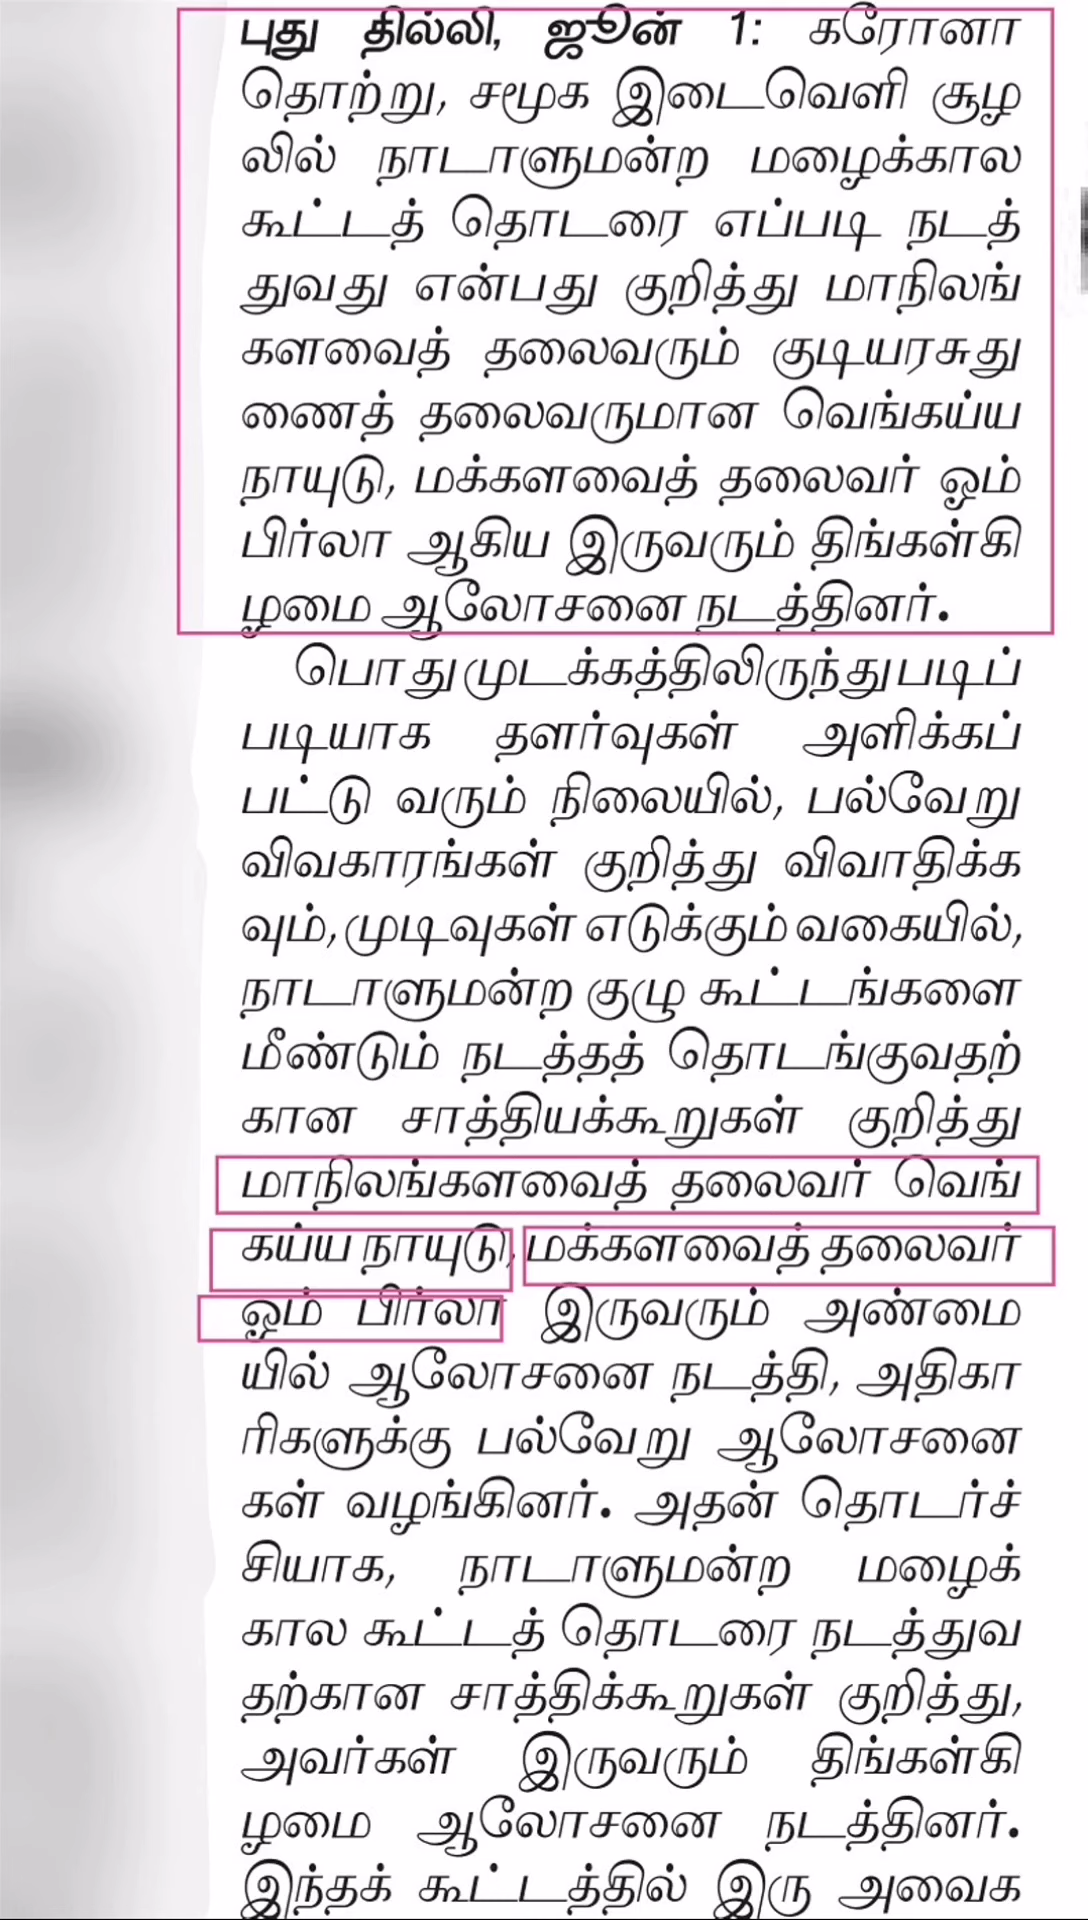 புது தில்லி, ஜூன் 1: கரோனா
தொற்று, சமூக இடைவெளி சூழ
லில் நாடாளுமன்ற மழைக்கால
கூட்டத் தொடரை எப்படி நடத்
துவது என்பது குறித்து மாநிலங்
களவைத் தலைவரும் குடியரசுது
ணைத் தலைவருமான வெங்கய்ய
நாயுடு, மக்களவைத் தலைவர் ஓம்
பிர்லா ஆகிய இருவரும் திங்கள்கி
ழமை ஆலோசனை நடத்தினர்.
பொது முடக்கத்திலிருந்து படிப்
படியாக தளர்வுகள் அளிக்கப்
பட்டு வரும் நிலையில், பல்வேறு
விவகாரங்கள் குறித்து விவாதிக்க
வும், முடிவுகள் எடுக்கும் வகையில்,
நாடாளுமன்ற குழு கூட்டங்களை
மீண்டும் நடத்தத் தொடங்குவதற்
கான சாத்தியக்கூறுகள் குறித்து
மாநிலங்களவைத் தலைவர் வெங்
கய்ய நாயுடு, மக்களவைத் தலைவர்
ஓம் பிர்லா இருவரும் அண்மை
யில் ஆலோசனை நடத்தி, அதிகா
ரிகளுக்கு பல்வேறு ஆலோசனை
கள் வழங்கினர். அதன் தொடர்ச்
சியாக, நாடாளுமன்ற மழைக்
கால கூட்டத் தொடரை நடத்துவ
தற்கான சாத்திக்கூறுகள் குறித்து,
அவர்கள் இருவரும் திங்கள்கி
ழமை ஆலோசனை நடத்தினர்.
இந்தக் கூட்டத்தில் இரு அவைக